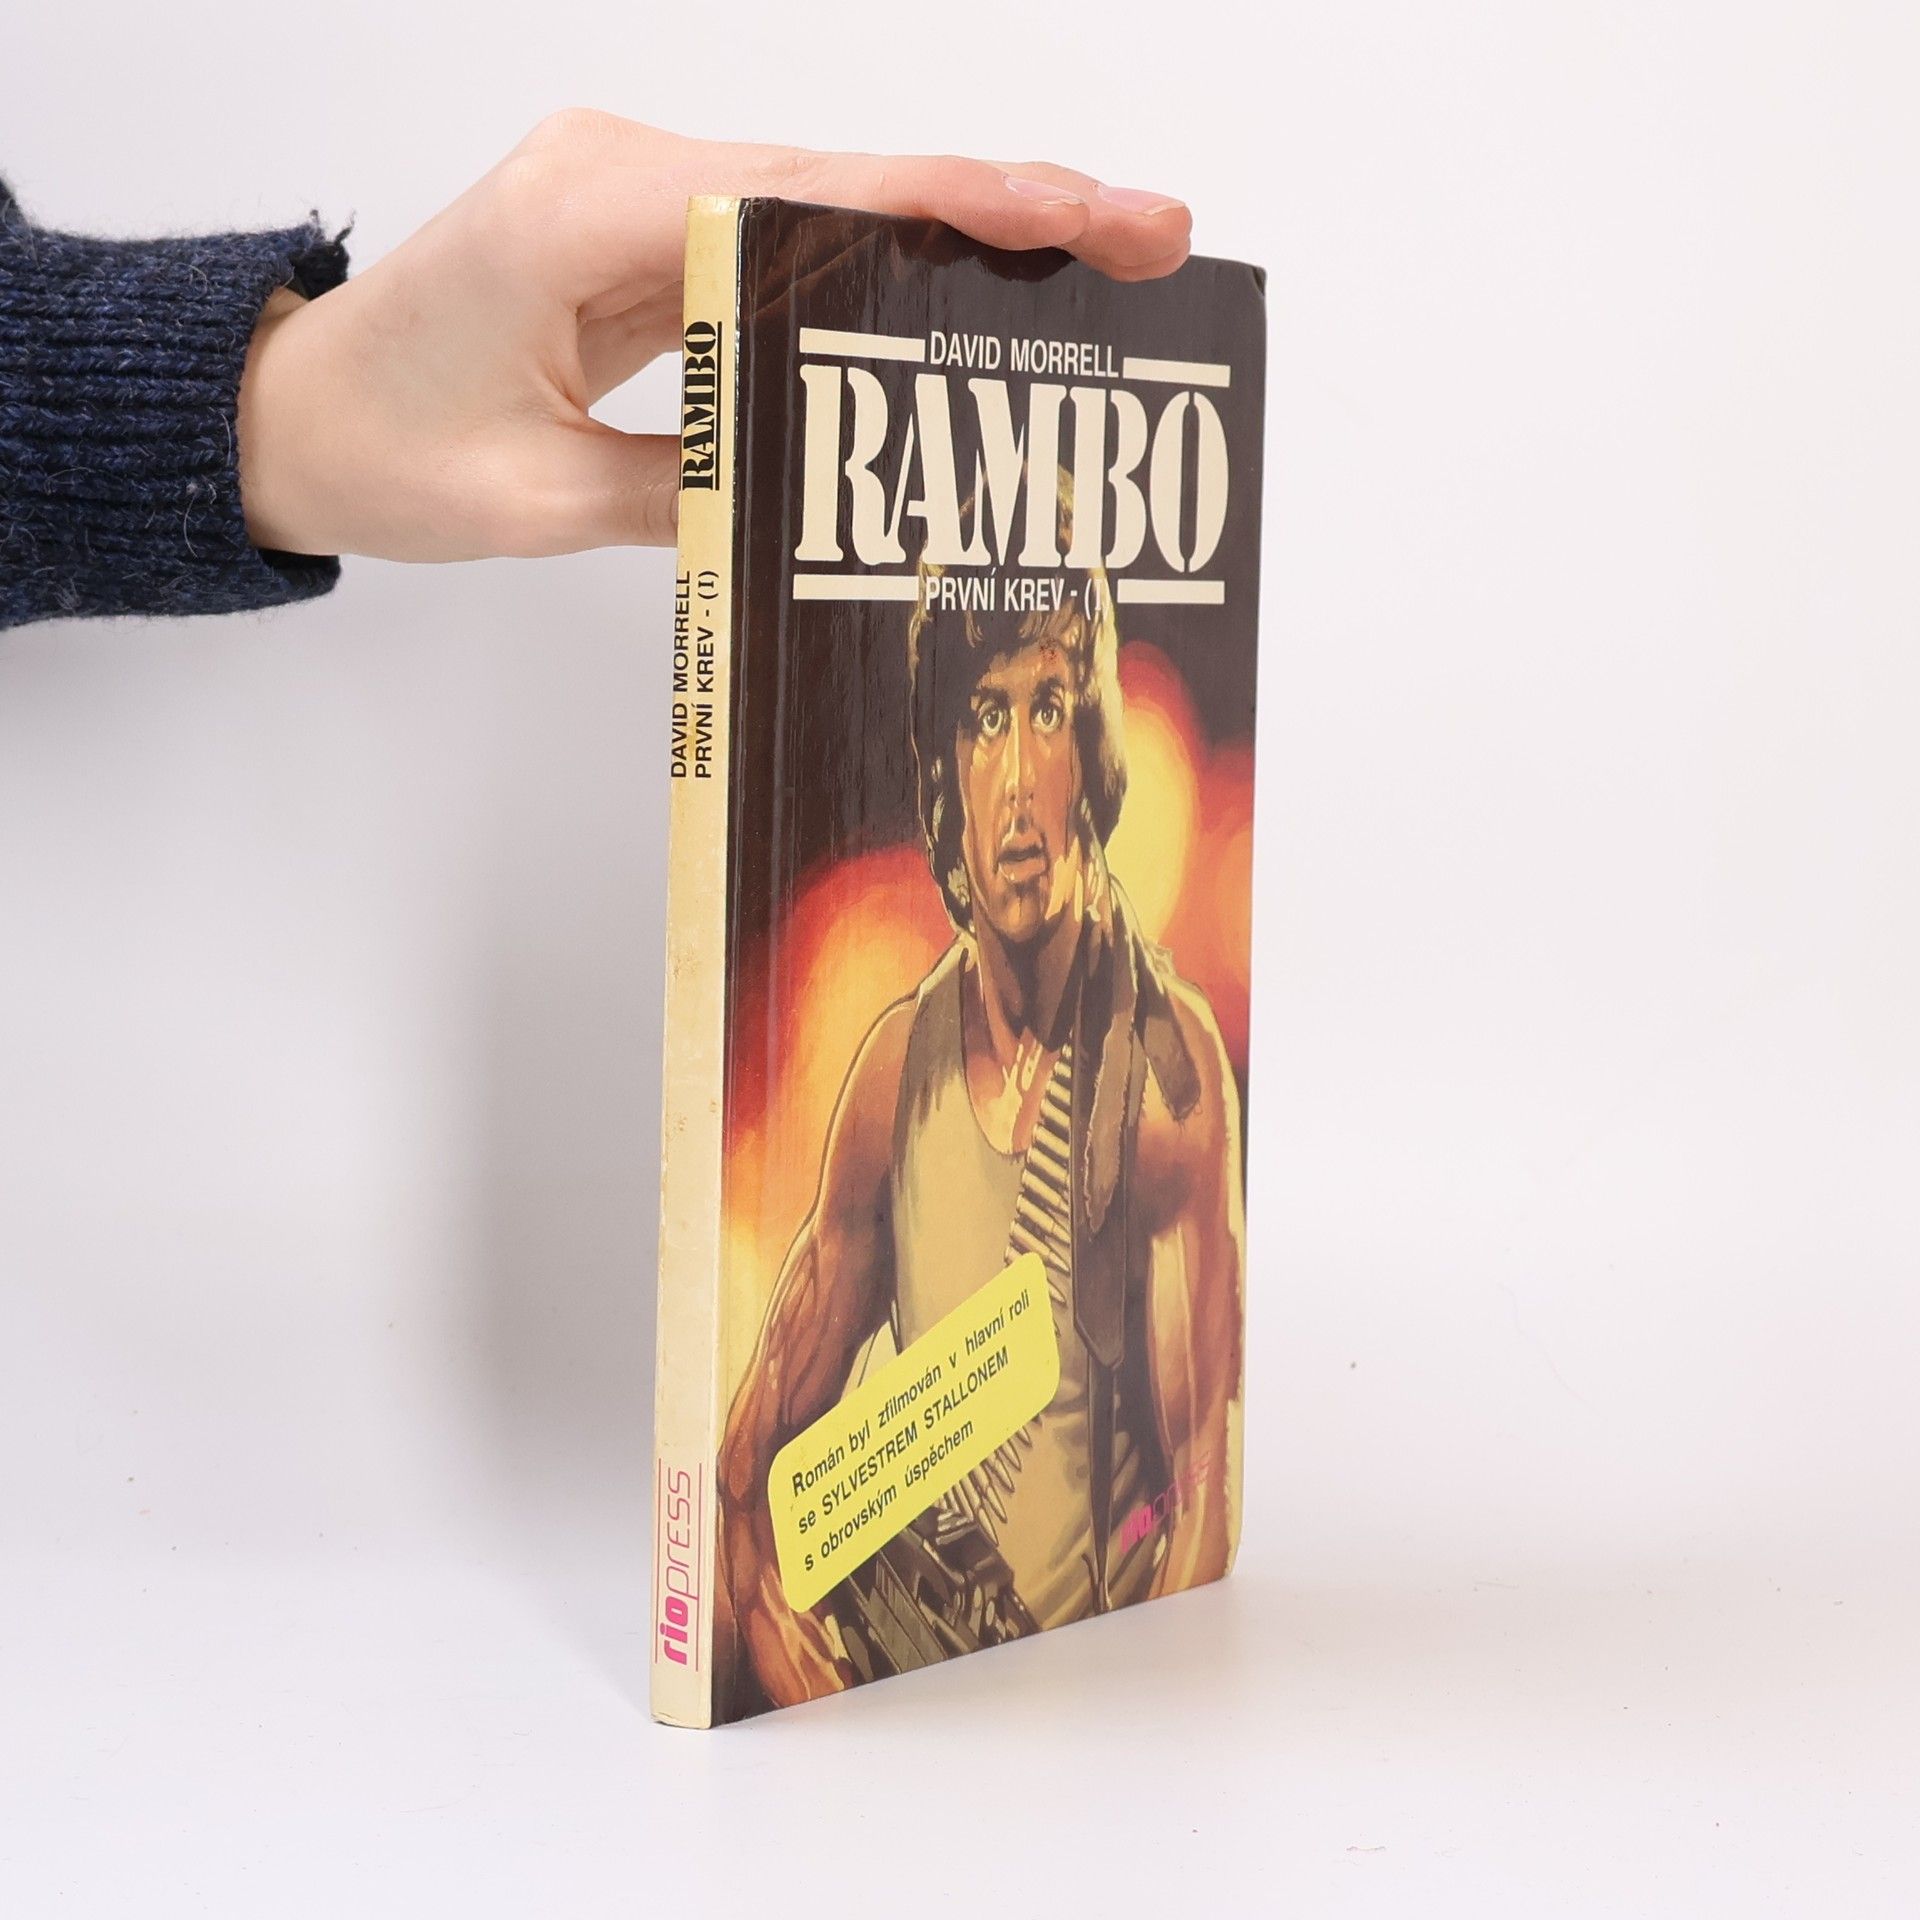 RAMBO
DAVID MORRELL
PRVNÍ KREV - (I)
rioPRESS
DAVID MORRELL
RAMBO
PRVNÍ KREV - (I
Román byl zfilmován v hlavní roli
se SYLVESTREM STALLONEM
s obrovským úspěchem
rioPRESS